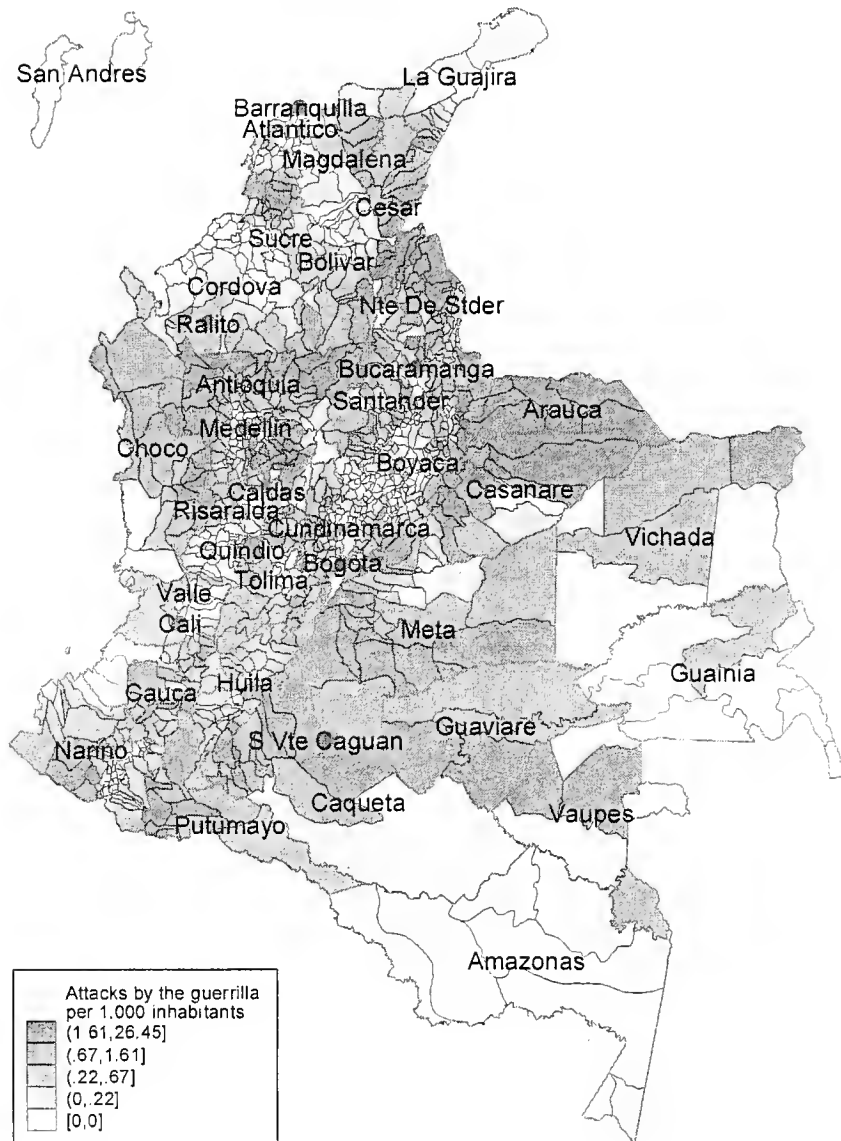 San Andres
La Guajira
Barranquilla
Atlantico
Magdalena
Cesar
Sucre
Bolivar
Cordova
Nte De Stder
Ralito
Bucaramanga
Antioquia
Santander
Arauca
Medellin
Choco
Boyaca
Caldas
Casanare
Risaralda
Cundinamarca
Vichada
Quindio
Bogota
Tolima
Valle
Cali
Meta
Guainia
Huila
Cauca
Guaviare
S Vte Caguan
Narino
Caqueta
Vaupes
Putumayo
Amazonas
Attacks by the guerrilla
per 1.000 inhabitants
(1 61,26.45]
(.67,1.61]
(.22,.67]
(0,.22]
[0,0]